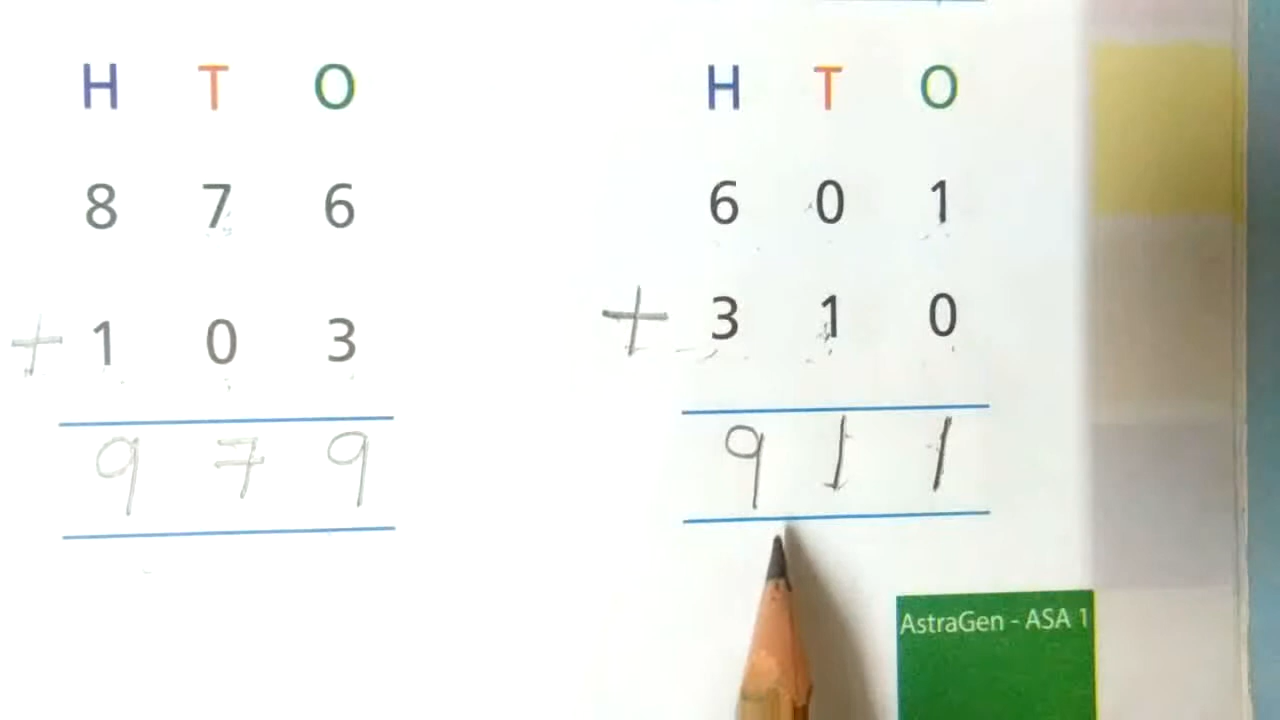 H T O
8 7 6
+ 1 0 3
9 7 9
H T O
6 0 1
+ 3 1 0
9 1 1
AstraGen - ASA 1